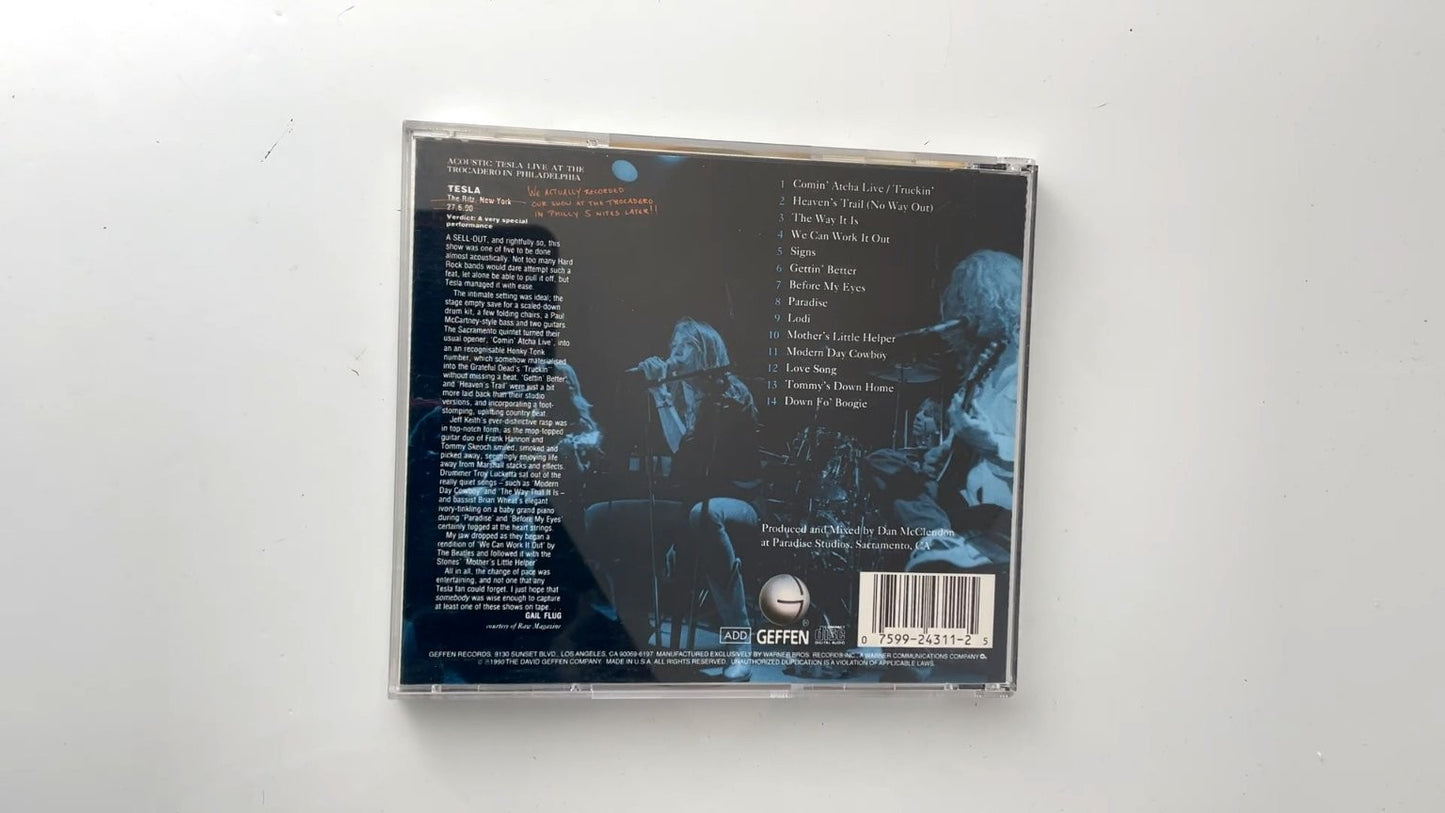 ACOUSTIC TESLA LIVE AT THE
TROCADERO IN PHILADELPHIA
TESLA
The Ritz, New York
27.6.90
Verdict: A very special
performance
WE ACTUALLY RECORDED
OUR SHOW AT THE TROCADERO
IN PHILLY 5 NITES LATER!!
A SELL-OUT, and rightfully so, this
show was one of five to be done
almost acoustically. Not too many Hard
Rock bands would dare attempt such a
feat, let alone be able to pull it off, but
Tesla managed it with ease.
The intimate setting was ideal; the
stage empty save for a scaled-down
drum kit, a few folding chairs, a Paul
McCartney-style bass and two guitars.
The Sacramento quintet turned their
usual opener, 'Comin' Atcha Live', into
an an recognisable Honky Tonk
number, which somehow materialised
into the Grateful Dead's 'Truckin'
without missing a beat. 'Gettin' Better'
and 'Heaven's Trail' were just a bit
more laid back than their studio
versions, and incorporating a foot-
stomping, uplifting country beat.
Jeff Keith's ever-distinctive rasp was
in top-notch form, as the mop-topped
guitar duo of Frank Hannon and
Tommy Skeoch smiled, smoked and
picked away, seemingly enjoying life
away from Marshall stacks and effects.
Drummer Troy Lucketta sat out of the
really quiet songs – such as 'Modern
Day Cowboy' and 'The Way That It Is –
and bassist Brian Wheat's elegant
ivory-tinkling on a baby grand piano
during 'Paradise' and 'Before My Eyes'
certainly tugged at the heart strings.
My jaw dropped as they began a
rendition of 'We Can Work It Out' by
The Beatles and followed it with the
Stones' 'Mother's Little Helper'
All in all, the change of pace was
entertaining, and not one that any
Tesla fan could forget. I just hope that
somebody was wise enough to capture
at least one of these shows on tape. . .
GAIL FLUG
courtesy of Raw Magazine
1 Comin' Atcha Live / Truckin'
2 Heaven's Trail (No Way Out)
3 The Way It Is
4 We Can Work It Out
5 Signs
6 Gettin' Better
7 Before My Eyes
8 Paradise
9 Lodi
10 Mother's Little Helper
11 Modern Day Cowboy
12 Love Song
13 Tommy's Down Home
14 Down Fo' Boogie
Produced and Mixed by Dan McClendon
at Paradise Studios, Sacramento, CA
ADD GEFFEN ® COMPACT disc DIGITAL AUDIO
0 7599-24311-2 5
GEFFEN RECORDS, 9130 SUNSET BLVD., LOS ANGELES, CA 90069-6197. MANUFACTURED EXCLUSIVELY BY WARNER BROS. RECORDS INC., A WARNER COMMUNICATIONS COMPANY
© ℗ 1990 THE DAVID GEFFEN COMPANY. MADE IN U.S.A. ALL RIGHTS RESERVED. UNAUTHORIZED DUPLICATION IS A VIOLATION OF APPLICABLE LAWS.